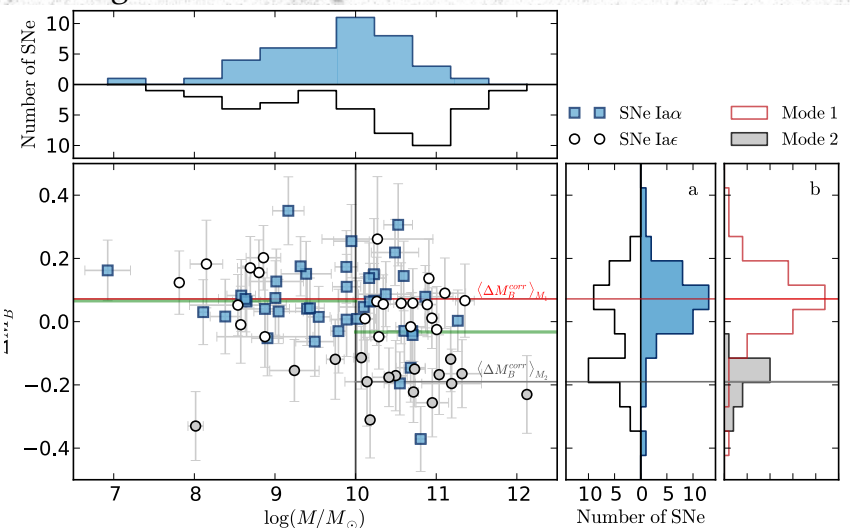 10
5
0
5
10
Number of SNe
SNe Iaα
SNe Iaϵ
Mode 1
Mode 2
0.4
0.2
0.0
−0.2
−0.4
⟨ΔM_B^corr⟩_M₁
⟨ΔM_B^corr⟩_M₂
a
b
7 8 9 10 11 12
log(M/M☉)
10 5 0 5 10
Number of SNe